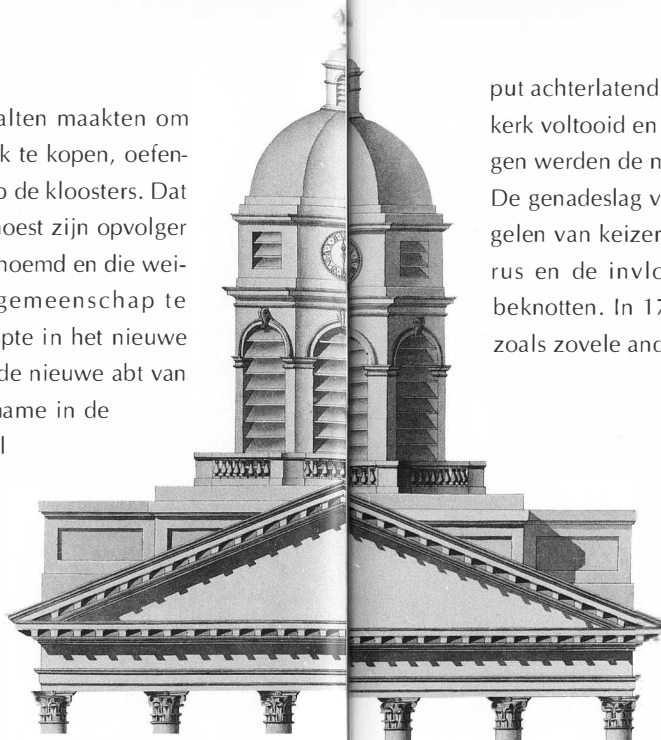 alten maakten om
k te kopen, oefen-
de kloosters. Dat
moest zijn opvolger
noemd en die wei-
gemeenschap te
pte in het nieuwe
de nieuwe abt van
name in de
put achterlatend
kerk voltooid en
gen werden de n
De genadeslag v
gelen van keizer
rus en de invlo
beknotten. In 17
zoals zovele and